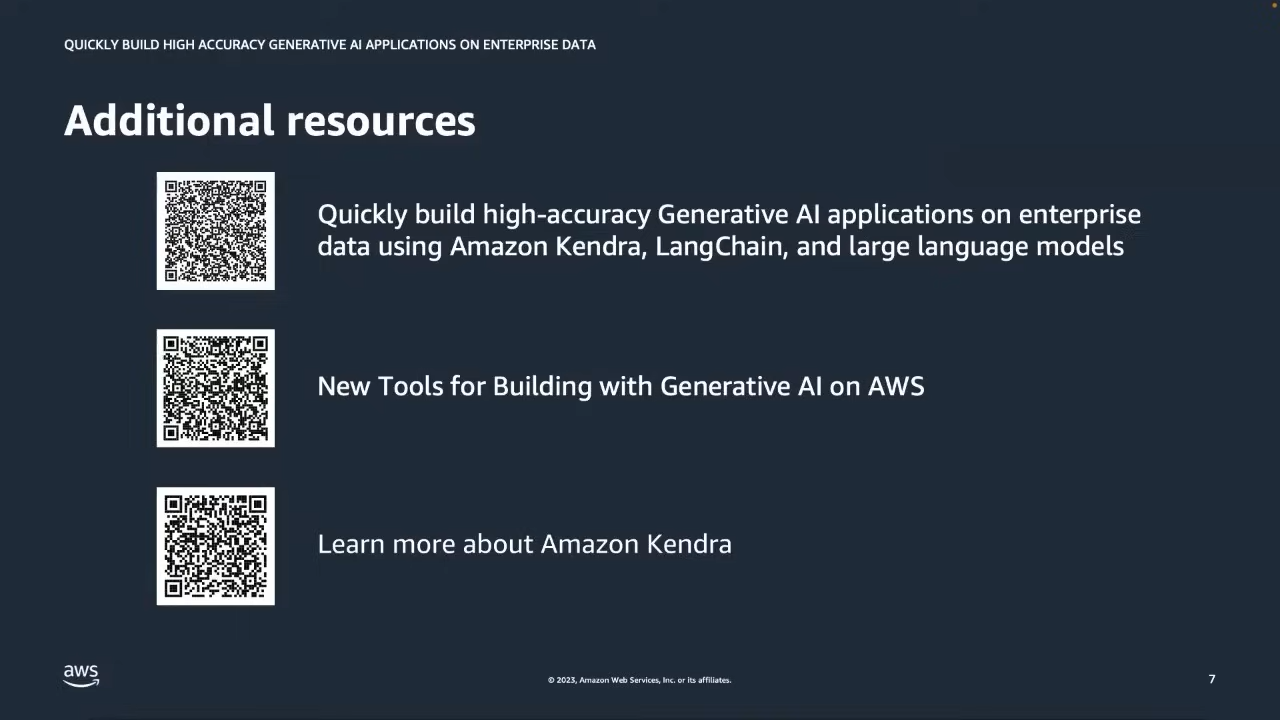 QUICKLY BUILD HIGH ACCURACY GENERATIVE AI APPLICATIONS ON ENTERPRISE DATA
Additional resources
Quickly build high-accuracy Generative AI applications on enterprise
data using Amazon Kendra, LangChain, and large language models
New Tools for Building with Generative AI on AWS
Learn more about Amazon Kendra
aws
© 2023, Amazon Web Services, Inc. or its affiliates.
7